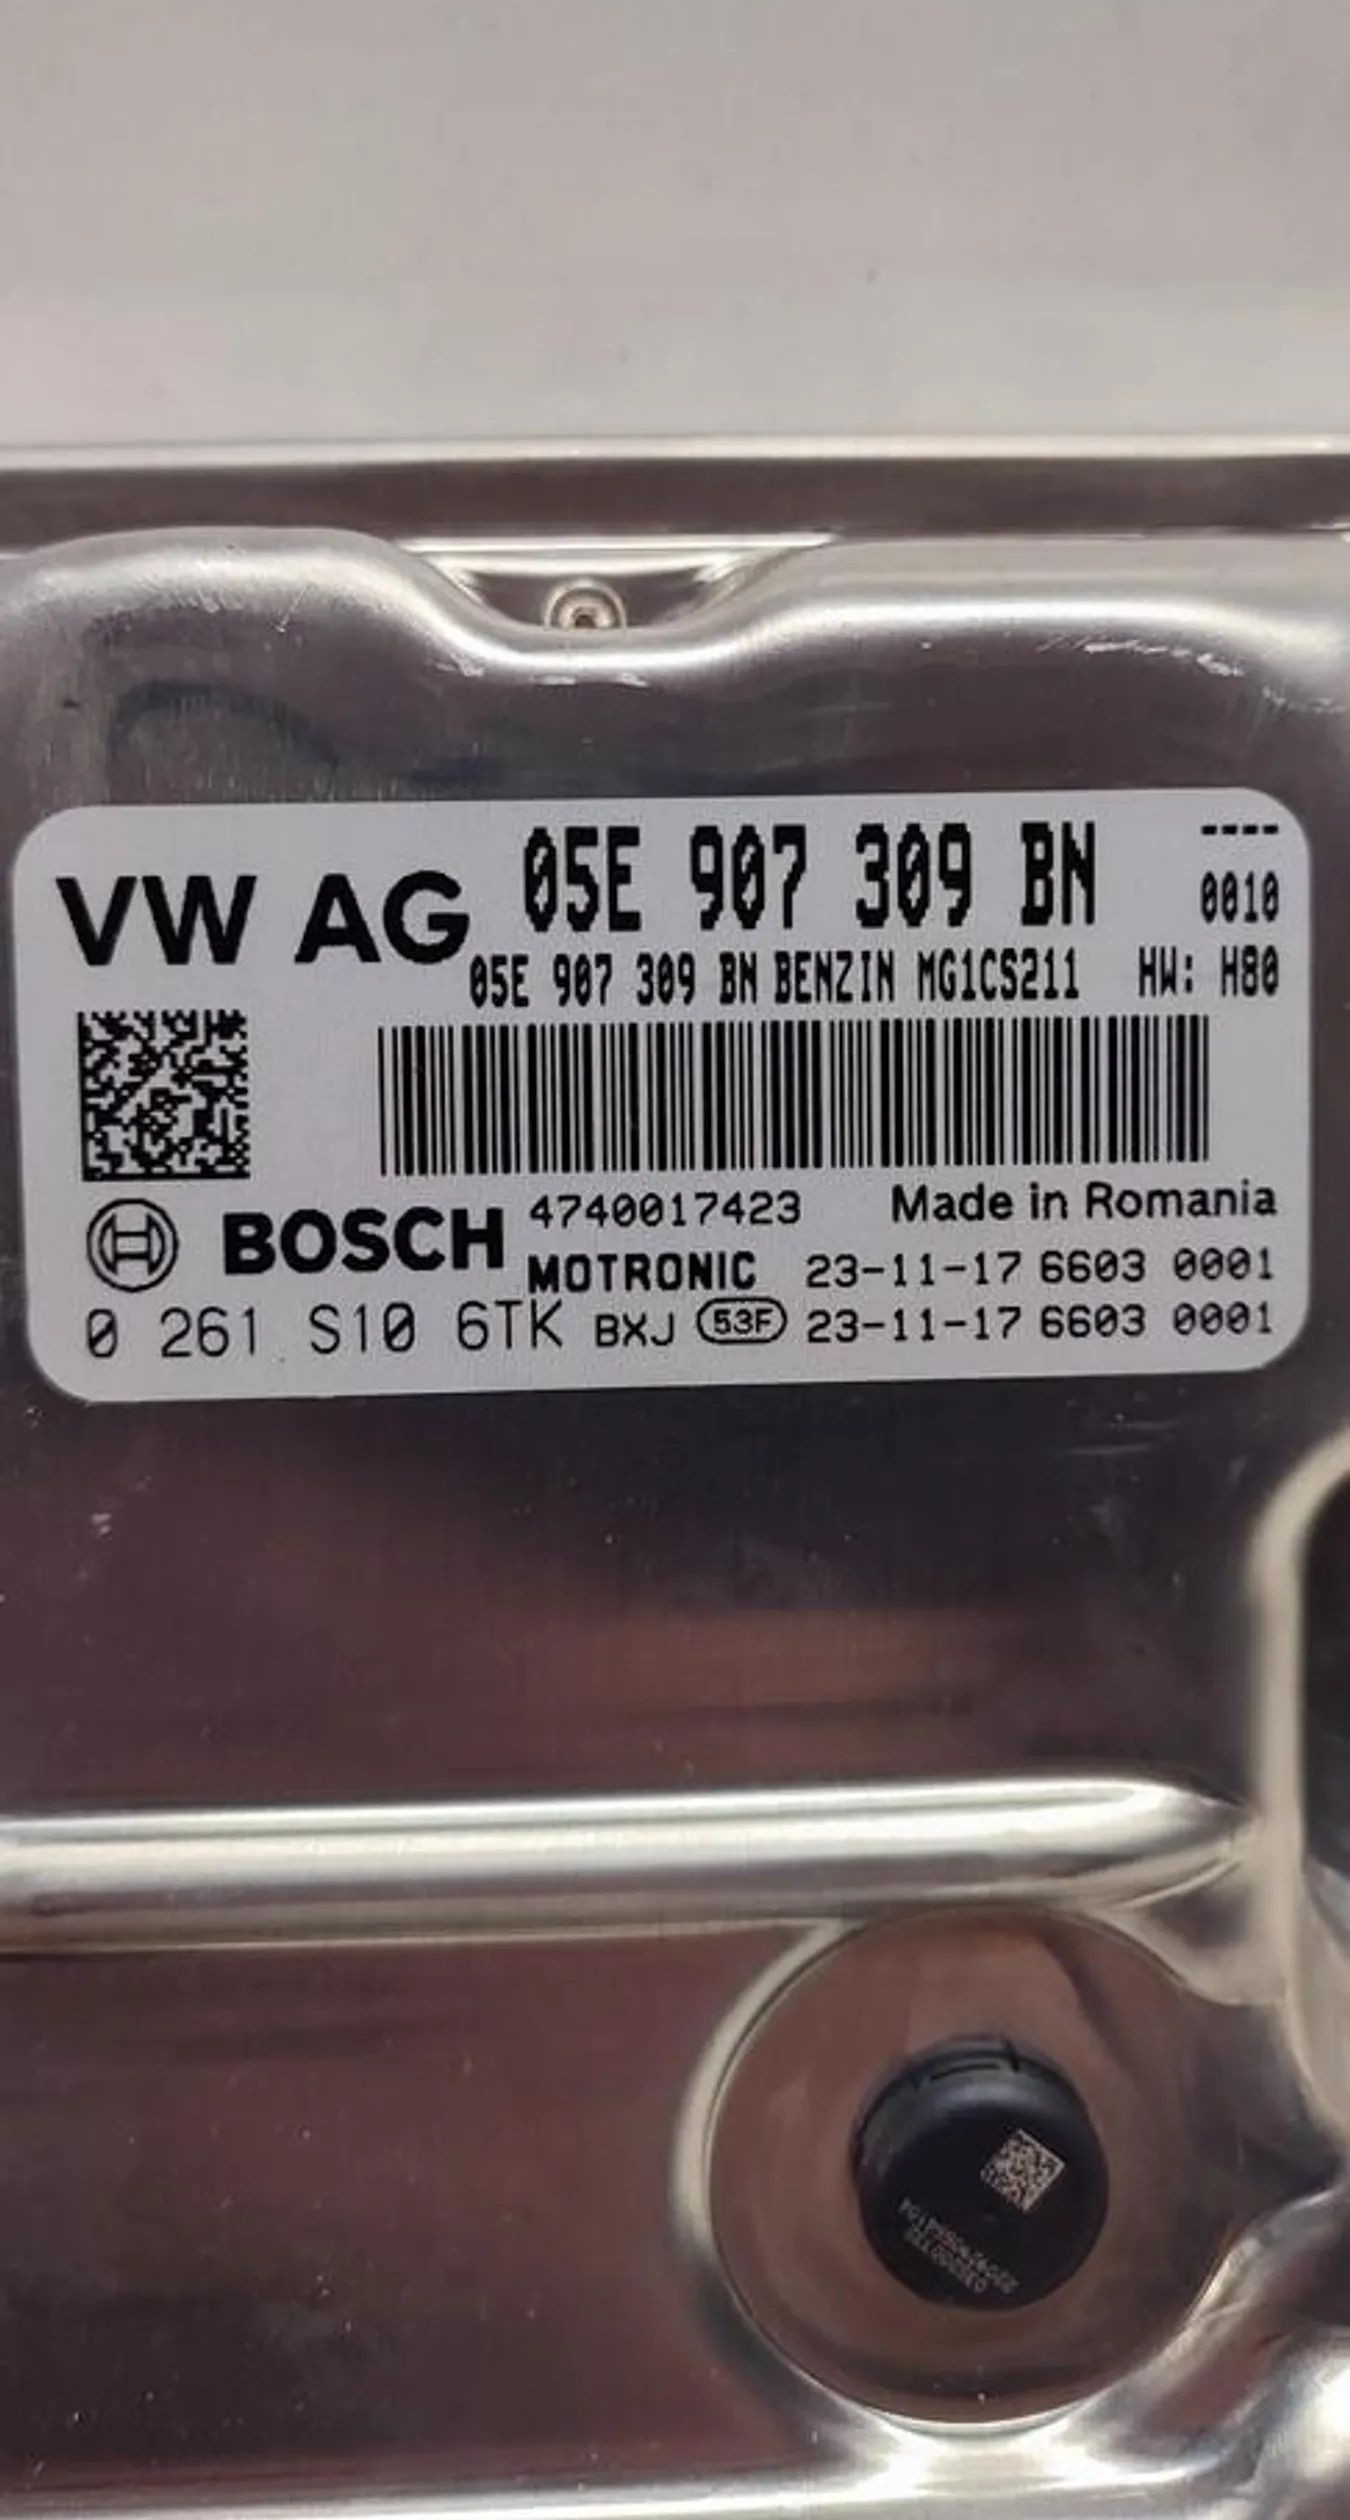 VW AG 05E 907 309 BN ----
0010
05E 907 309 BN BENZIN MG1CS211 HW: H80
BOSCH 4740017423 Made in Romania
MOTRONIC 23-11-17 6603 0001
0 261 S10 6TK BXJ 53F 23-11-17 6603 0001